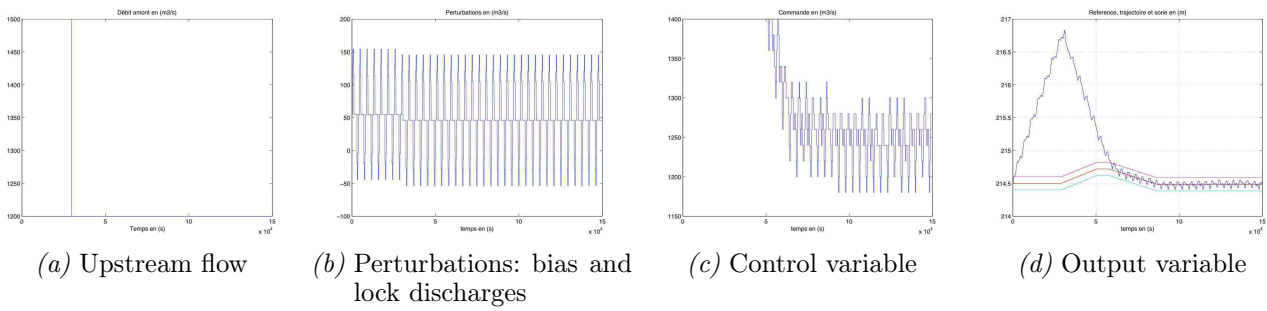 Débit amont en (m3/s)
1500
1450
1400
1350
1300
1250
1200
0
5
10
15
Temps en (s)
x 10⁴
(a) Upstream flow
Perturbations en (m3/s)
200
150
100
50
0
-50
-100
0
5
10
15
temps en (s)
x 10⁴
(b) Perturbations: bias and
lock discharges
Commande en (m3/s)
1400
1350
1300
1250
1200
1150
0
5
10
15
temps en (s)
x 10⁴
(c) Control variable
Reference, trajectoire et sorie en (m)
217
216.5
216
215.5
215
214.5
214
0
5
10
15
temps en (s)
x 10⁴
(d) Output variable